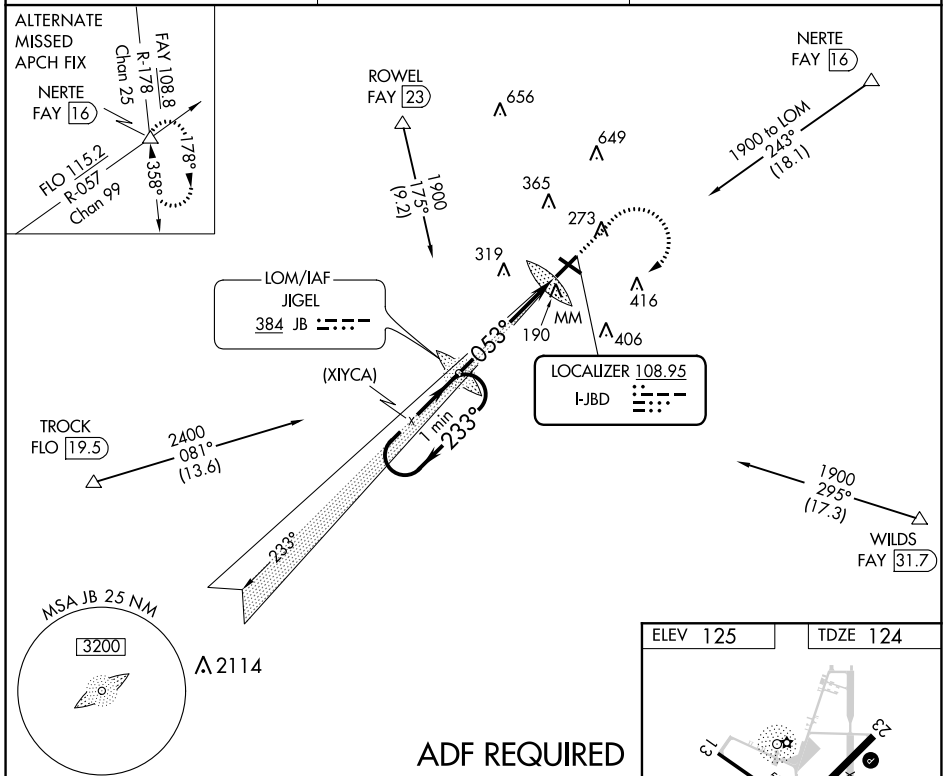 ALTERNATE
MISSED
APCH FIX
NERTE
FAY 16
FAY 108.8
R-178
Chan 25
FLO 115.2
R-057
Chan 99
178°
358°
ROWEL
FAY 23
1900
175°
(9.2)
656
649
365
273
319
416
406
190
MM
NERTE
FAY 16
1900 to LOM
243°
(18.1)
LOM/IAF
JIGEL
384 JB
053°
(XIYCA)
1 min
233°
LOCALIZER 108.95
I-JBD
TROCK
FLO 19.5
2400
081°
(13.6)
1900
295°
(17.3)
WILDS
FAY 31.7
233°
MSA JB 25 NM
3200
2114
ADF REQUIRED
ELEV 125
TDZE 124
13
23
P